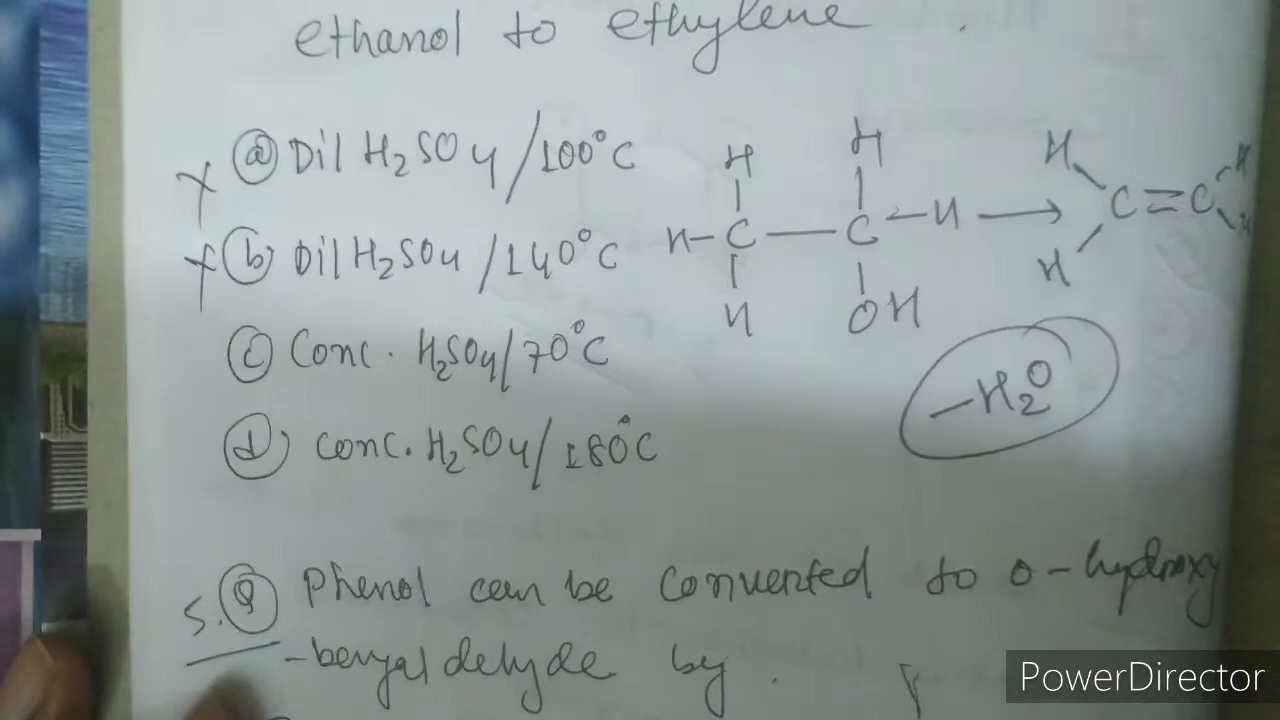 ethanol to ethylene
ⓐ Dil H₂SO₄/100°C
ⓑ Dil H₂SO₄/140°C
ⓒ Conc. H₂SO₄/70°C
ⓓ Conc. H₂SO₄/180°C
H H
H-C-C-H → C=C
H OH
H H
H H
-H₂O
5. Ⓠ Phenol can be converted to o-hydroxy
-benzaldehyde by.
PowerDirector